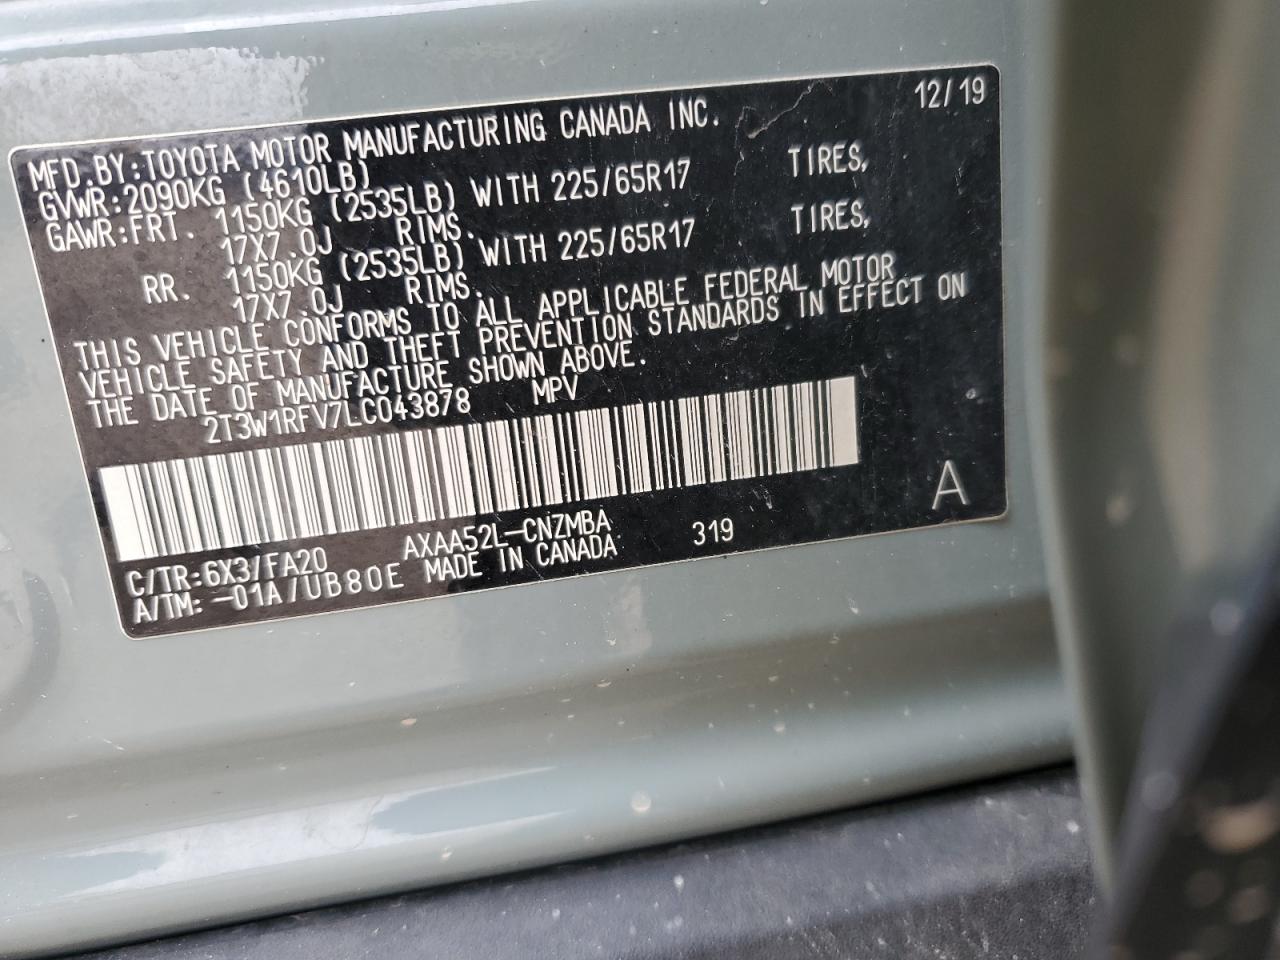 12/19
MFD.BY:TOYOTA MOTOR MANUFACTURING CANADA INC.
GVWR:2090KG (4610LB)
GAWR:FRT. 1150KG (2535LB) WITH 225/65R17 TIRES,
17X7.0J RIMS.
RR. 1150KG (2535LB) WITH 225/65R17 TIRES,
17X7.0J RIMS.
THIS VEHICLE CONFORMS TO ALL APPLICABLE FEDERAL MOTOR
VEHICLE SAFETY AND THEFT PREVENTION STANDARDS IN EFFECT ON
THE DATE OF MANUFACTURE SHOWN ABOVE.
2T3W1RFV7LC043878 MPV
A
C/TR:6X3/FA20 AXAA52L-CNZMBA 319
A/TM: -01A/UB80E MADE IN CANADA